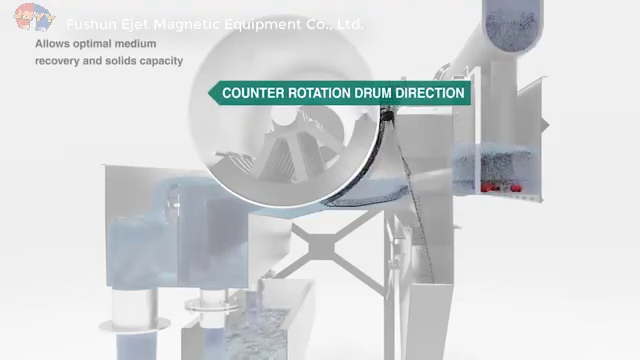 Fushun Ejet Magnetic Equipment Co., Ltd.
Allows optimal medium
recovery and solids capacity
COUNTER ROTATION DRUM DIRECTION